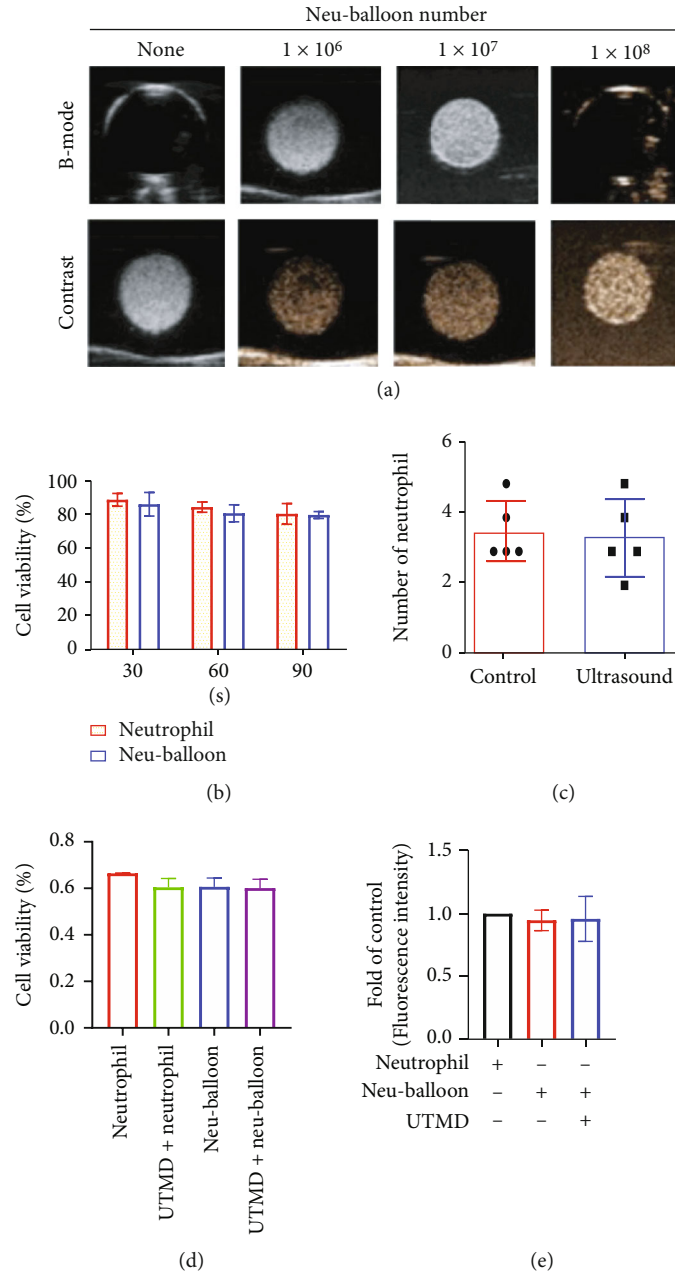 Neu-balloon number
None 1 × 10⁶ 1 × 10⁷ 1 × 10⁸
B-mode
Contrast
(a)
Cell viability (%)
100
80
60
40
20
0
30 60 90
(s)
Neutrophil
Neu-balloon
(b)
Number of neutrophil
6
4
2
0
Control Ultrasound
(c)
Cell viability (%)
0.8
0.6
0.4
0.2
0.0
Neutrophil
UTMD + neutrophil
Neu-balloon
UTMD + neu-balloon
(d)
Fold of control
(Fluorescence intensity)
1.5
1.0
0.5
0.0
Neutrophil + – –
Neu-balloon – + +
UTMD – – +
(e)